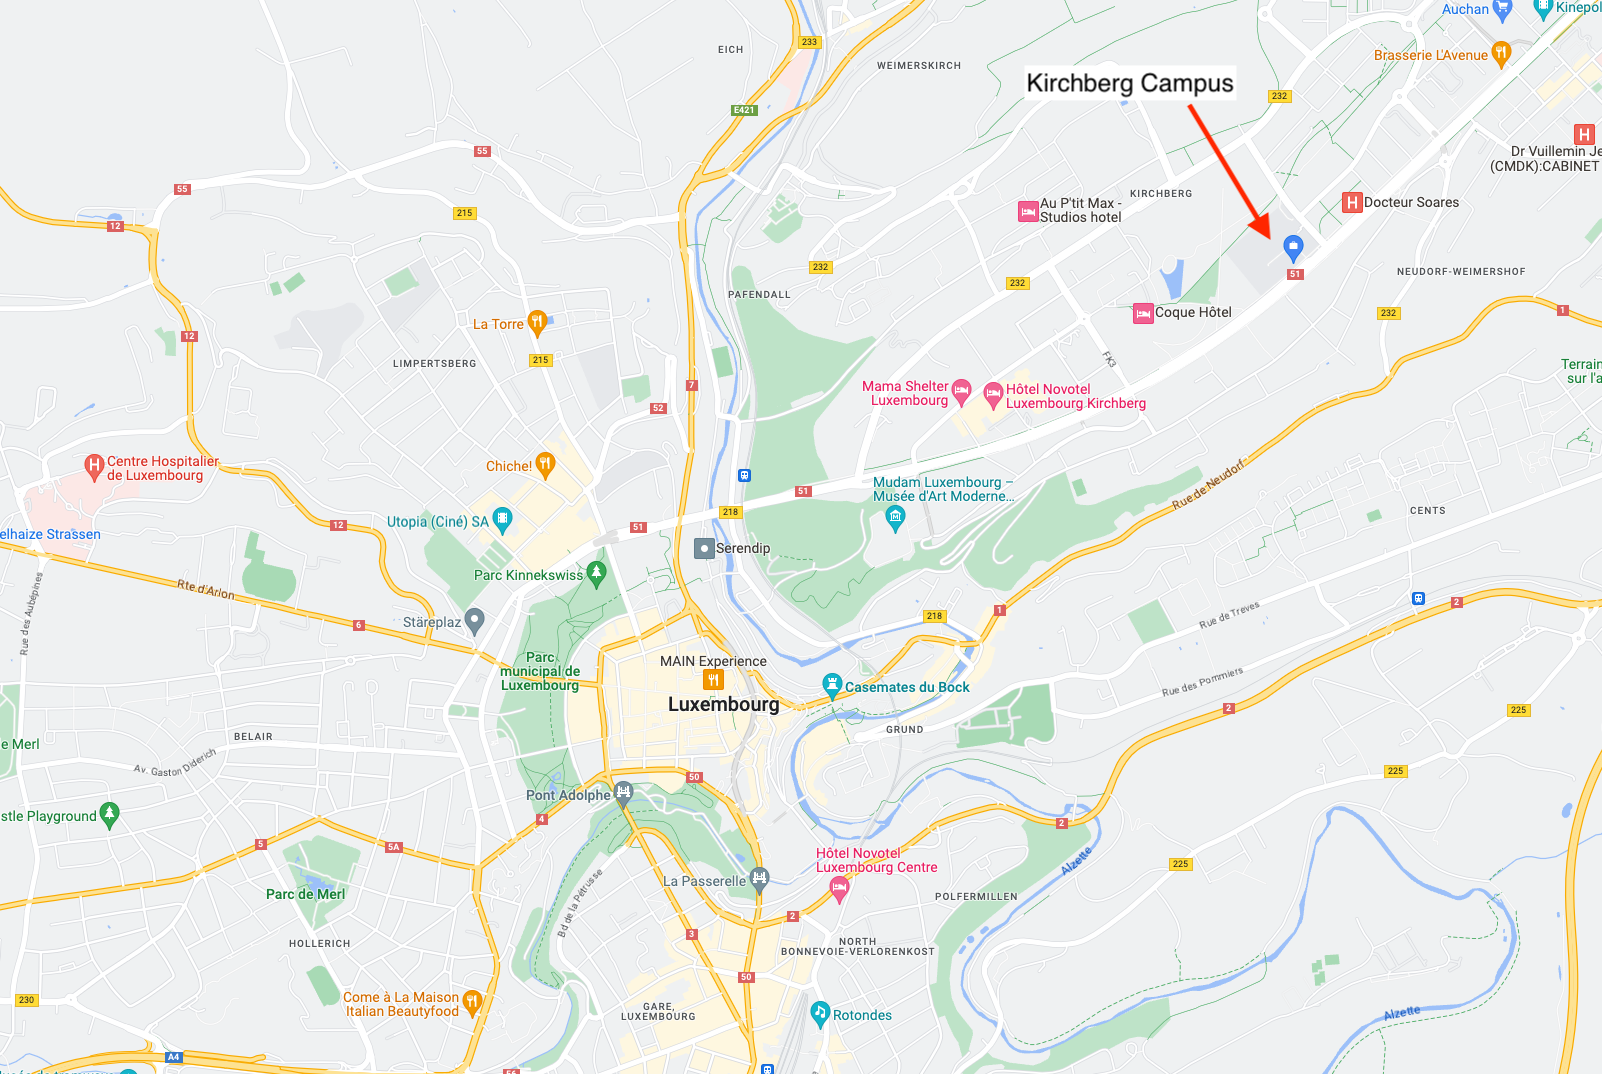 Auchan
Kinepol
233
EICH
Brasserie L'Avenue
WEIMERSKIRCH
Kirchberg Campus
232
E421
H
Dr Vuillemin Je
(CMDK):CABINET
55
55
KIRCHBERG
Au P'tit Max -
Studios hotel
H
Docteur Soares
215
12
232
51
NEUDORF-WEIMERSHOF
232
PAFENDALL
1
Coque Hôtel
232
La Torre
12
215
LIMPERTSBERG
FK3
Terrain
sur l'a
7
Mama Shelter
Luxembourg
Hôtel Novotel
Luxembourg Kirchberg
52
H
Centre Hospitalier
de Luxembourg
Chiche!
Rue de Neudorf
Mudam Luxembourg –
Musée d'Art Moderne...
51
218
CENTS
Utopia (Ciné) SA
12
51
elhaize Strassen
Serendip
Parc Kinnekswiss
Rte d'Arlon
Rue des Aubépines
2
1
218
Rue de Treves
Stäreplaz
6
MAIN Experience
Parc
municipal de
Luxembourg
Casemates du Bock
Rue des Pommiers
Luxembourg
2
225
GRUND
BELAIR
e Merl
Av. Gaston Diderich
50
225
Pont Adolphe
stle Playground
4
2
5
5A
Hôtel Novotel
Luxembourg Centre
Alzette
225
La Passerelle
Parc de Merl
Bd de la Pétrusse
POLFERMILLEN
2
3
HOLLERICH
NORTH
BONNEVOIE-VERLORENKOST
50
230
Come à La Maison
Italian Beautyfood
GARE,
LUXEMBOURG
Rotondes
Alzette
A4